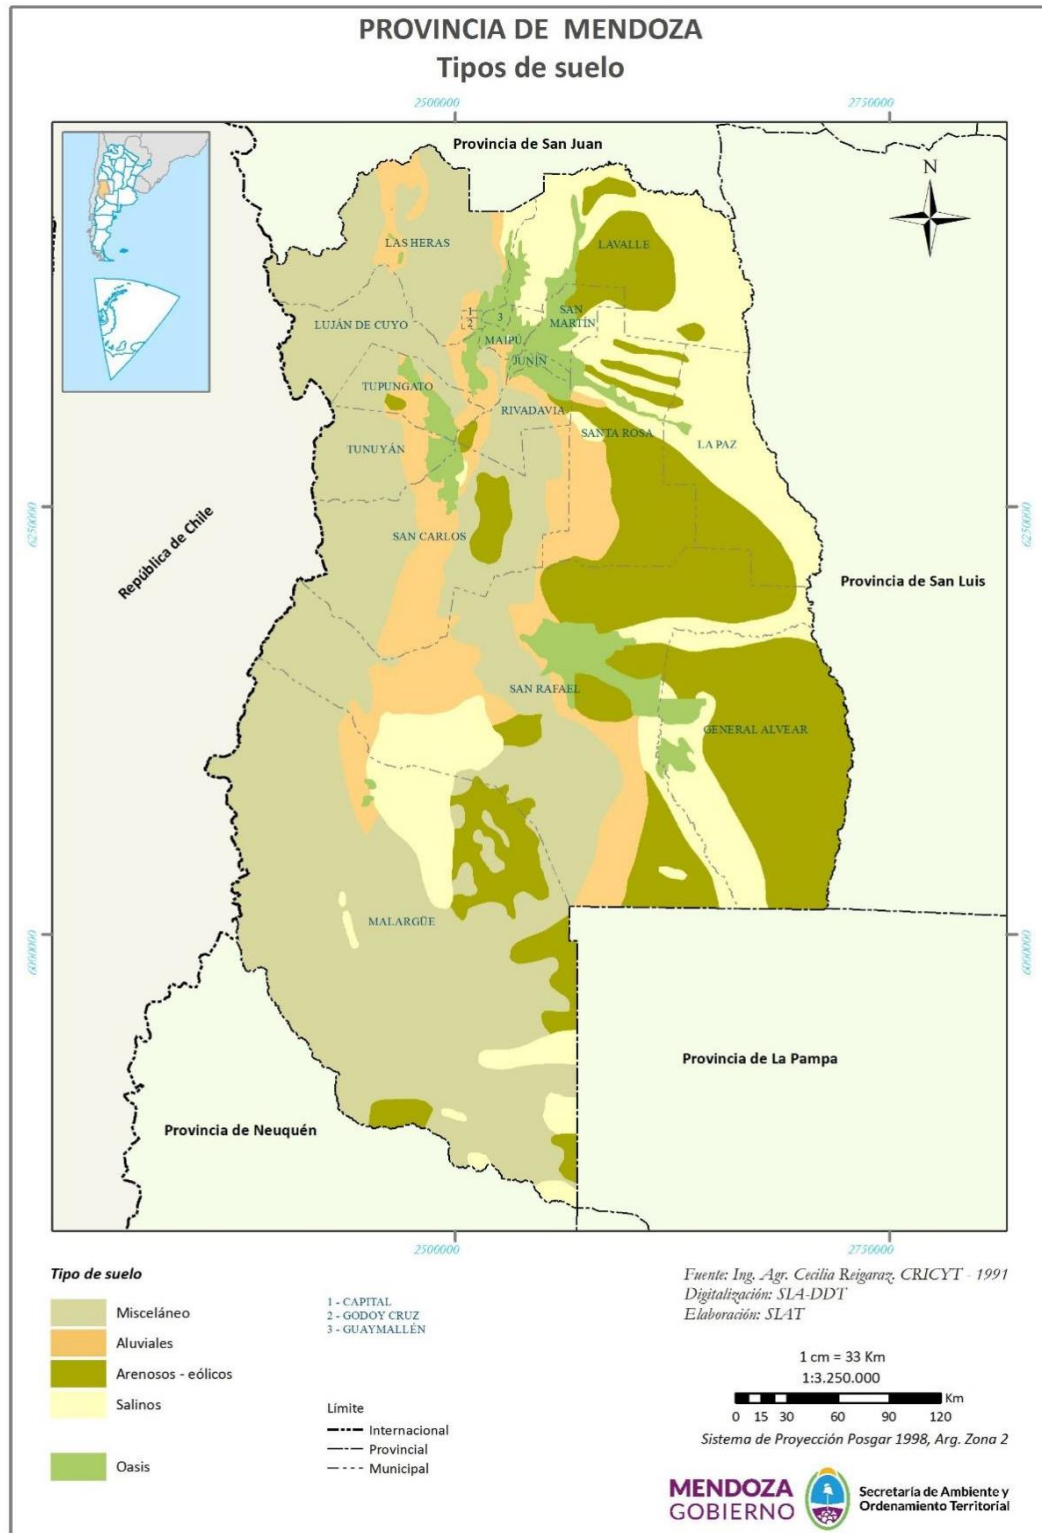 PROVINCIA DE MENDOZA
Tipos de suelo
2500000
2750000
Provincia de San Juan
N
LAS HERAS
LAVALLE
1
2
3
SAN
MARTÍN
LUJÁN DE CUYO
MAIPÚ
JUNÍN
TUPUNGATO
RIVADAVIA
SANTA ROSA
LA PAZ
TUNUYÁN
6250000
República de Chile
SAN CARLOS
Provincia de San Luis
SAN RAFAEL
GENERAL ALVEAR
MALARGÜE
6000000
6000000
Provincia de La Pampa
Provincia de Neuquén
2500000
2750000
Tipo de suelo
Misceláneo
Aluviales
Arenosos - eólicos
Salinos
Oasis
1 - CAPITAL
2 - GODOY CRUZ
3 - GUAYMALLÉN
Límite
Internacional
Provincial
Municipal
Fuente: Ing. Agr. Cecilia Reigaraz. CRICYT - 1991
Digitalización: SLA-DDT
Elaboración: SLAT
1 cm = 33 Km
1:3.250.000
Km
0 15 30 60 90 120
Sistema de Proyección Posgar 1998, Arg. Zona 2
MENDOZA
GOBIERNO
Secretaría de Ambiente y
Ordenamiento Territorial